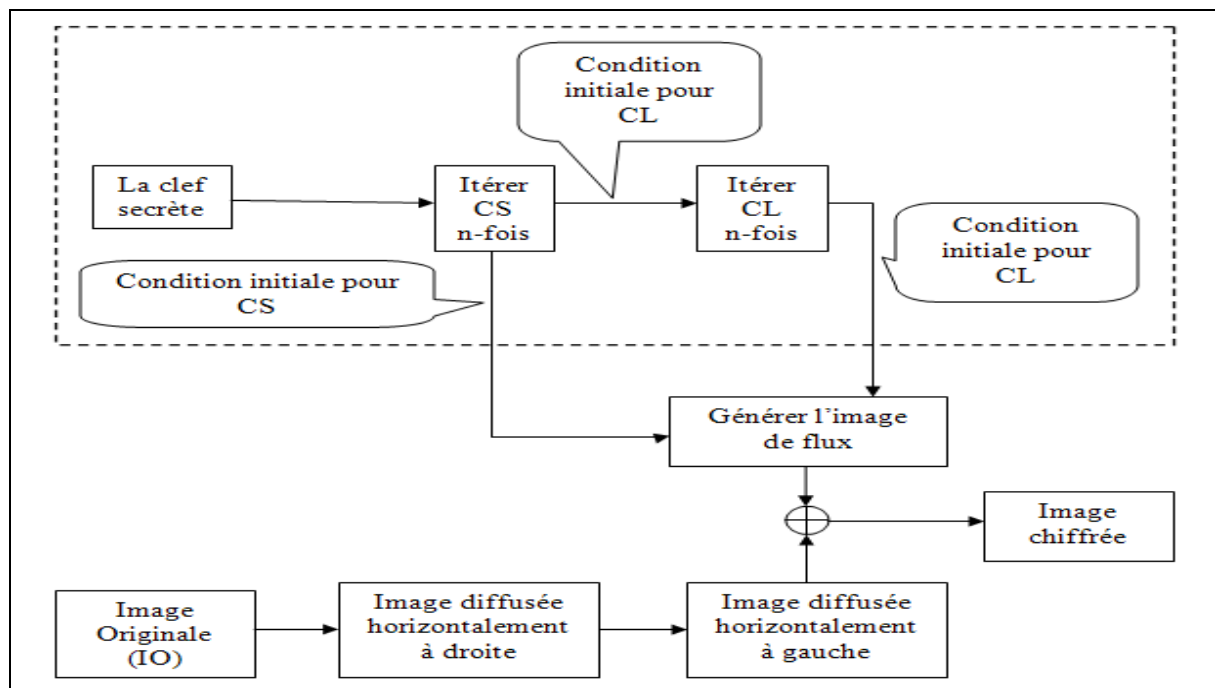 Condition
initiale pour
CL
La clef
secrète
Itérer
CS
n-fois
Itérer
CL
n-fois
Condition
initiale pour
CL
Condition initiale pour
CS
Générer l'image
de flux
Image
chiffrée
Image
Originale
(IO)
Image diffusée
horizontalement
à droite
Image diffusée
horizontalement
à gauche